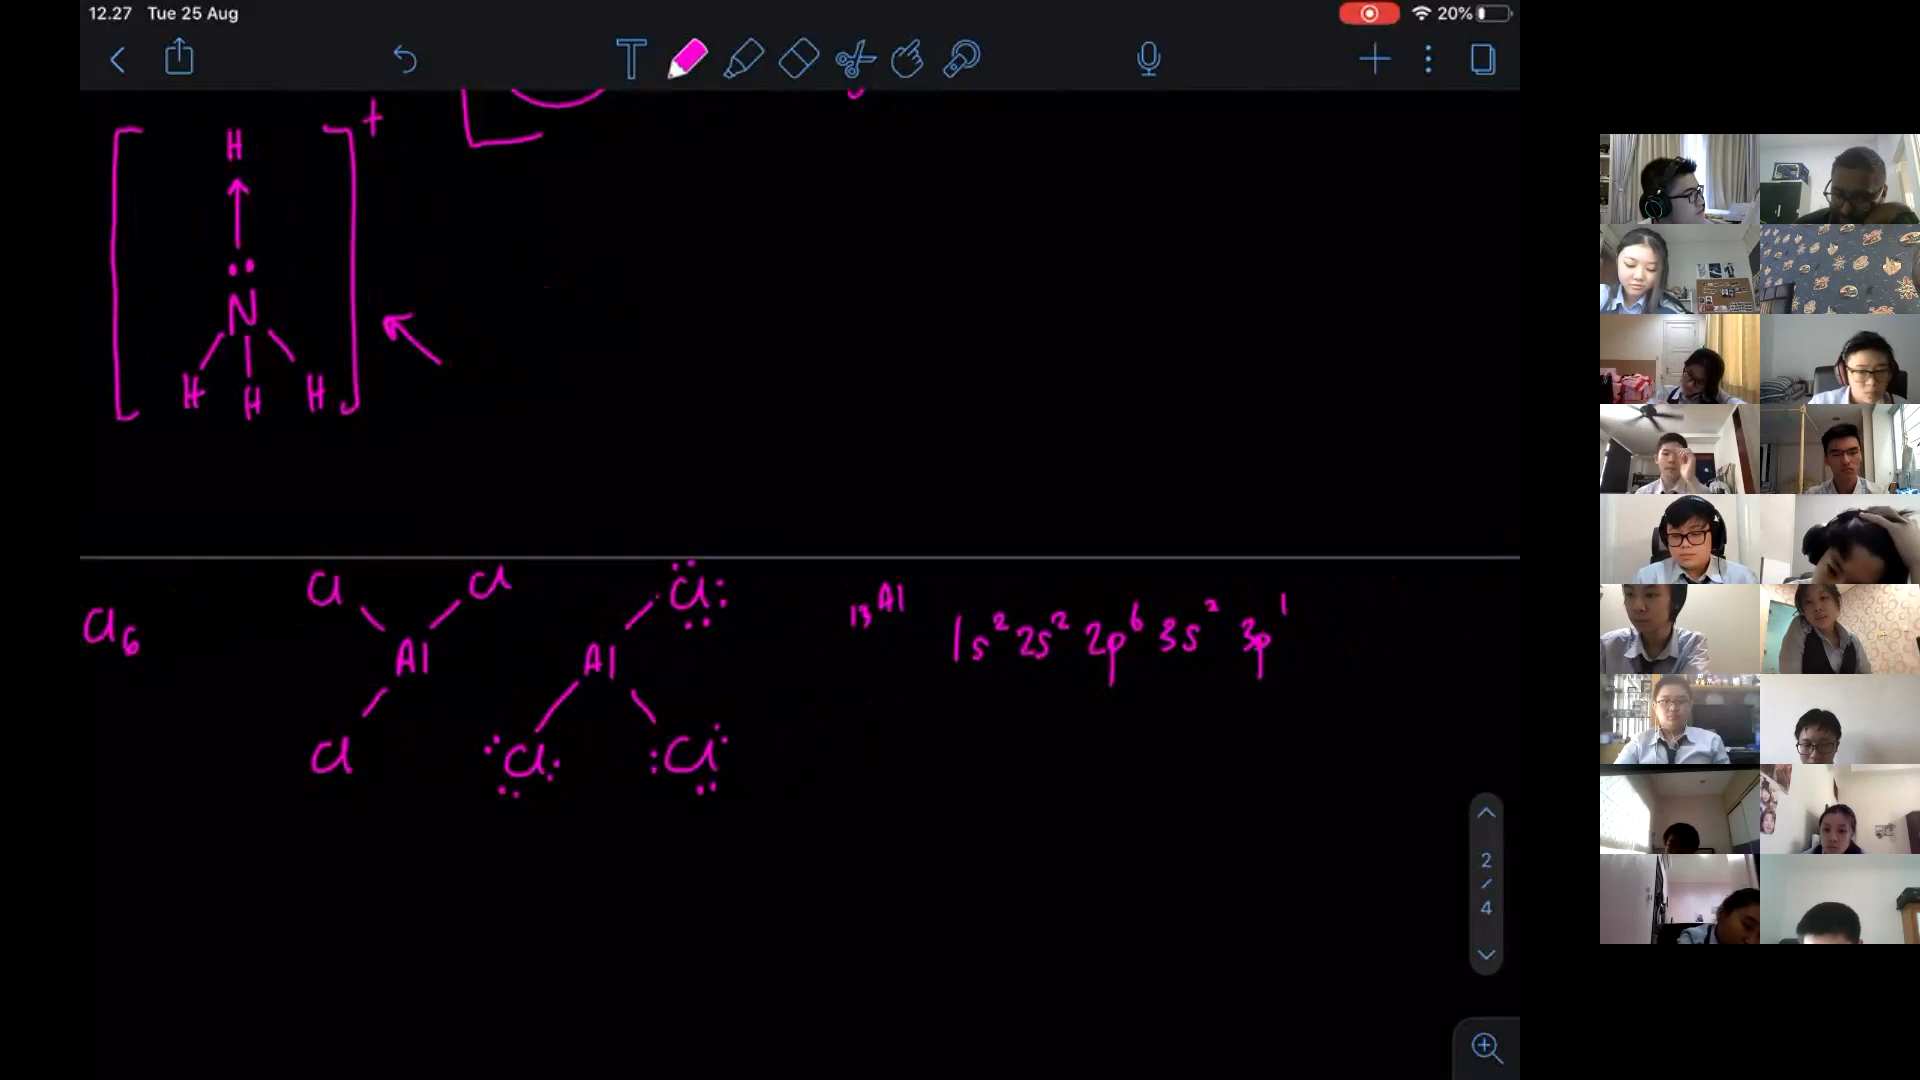 12.27 Tue 25 Aug
20%
T
+
H
N
H H H
Cl Cl Cl
Cl₆ Al Al
Cl Cl Cl
₁₃Al 1s² 2s² 2p⁶ 3s² 3p¹
2
/
4